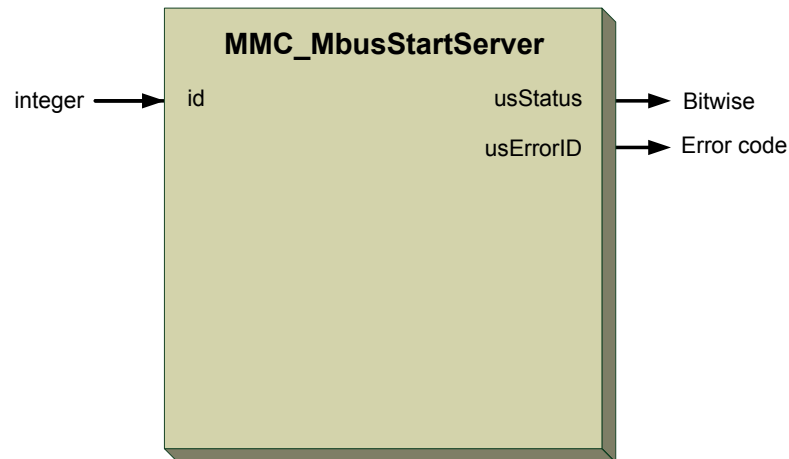 MMC_MbusStartServer
integer id usStatus Bitwise
usErrorID Error code